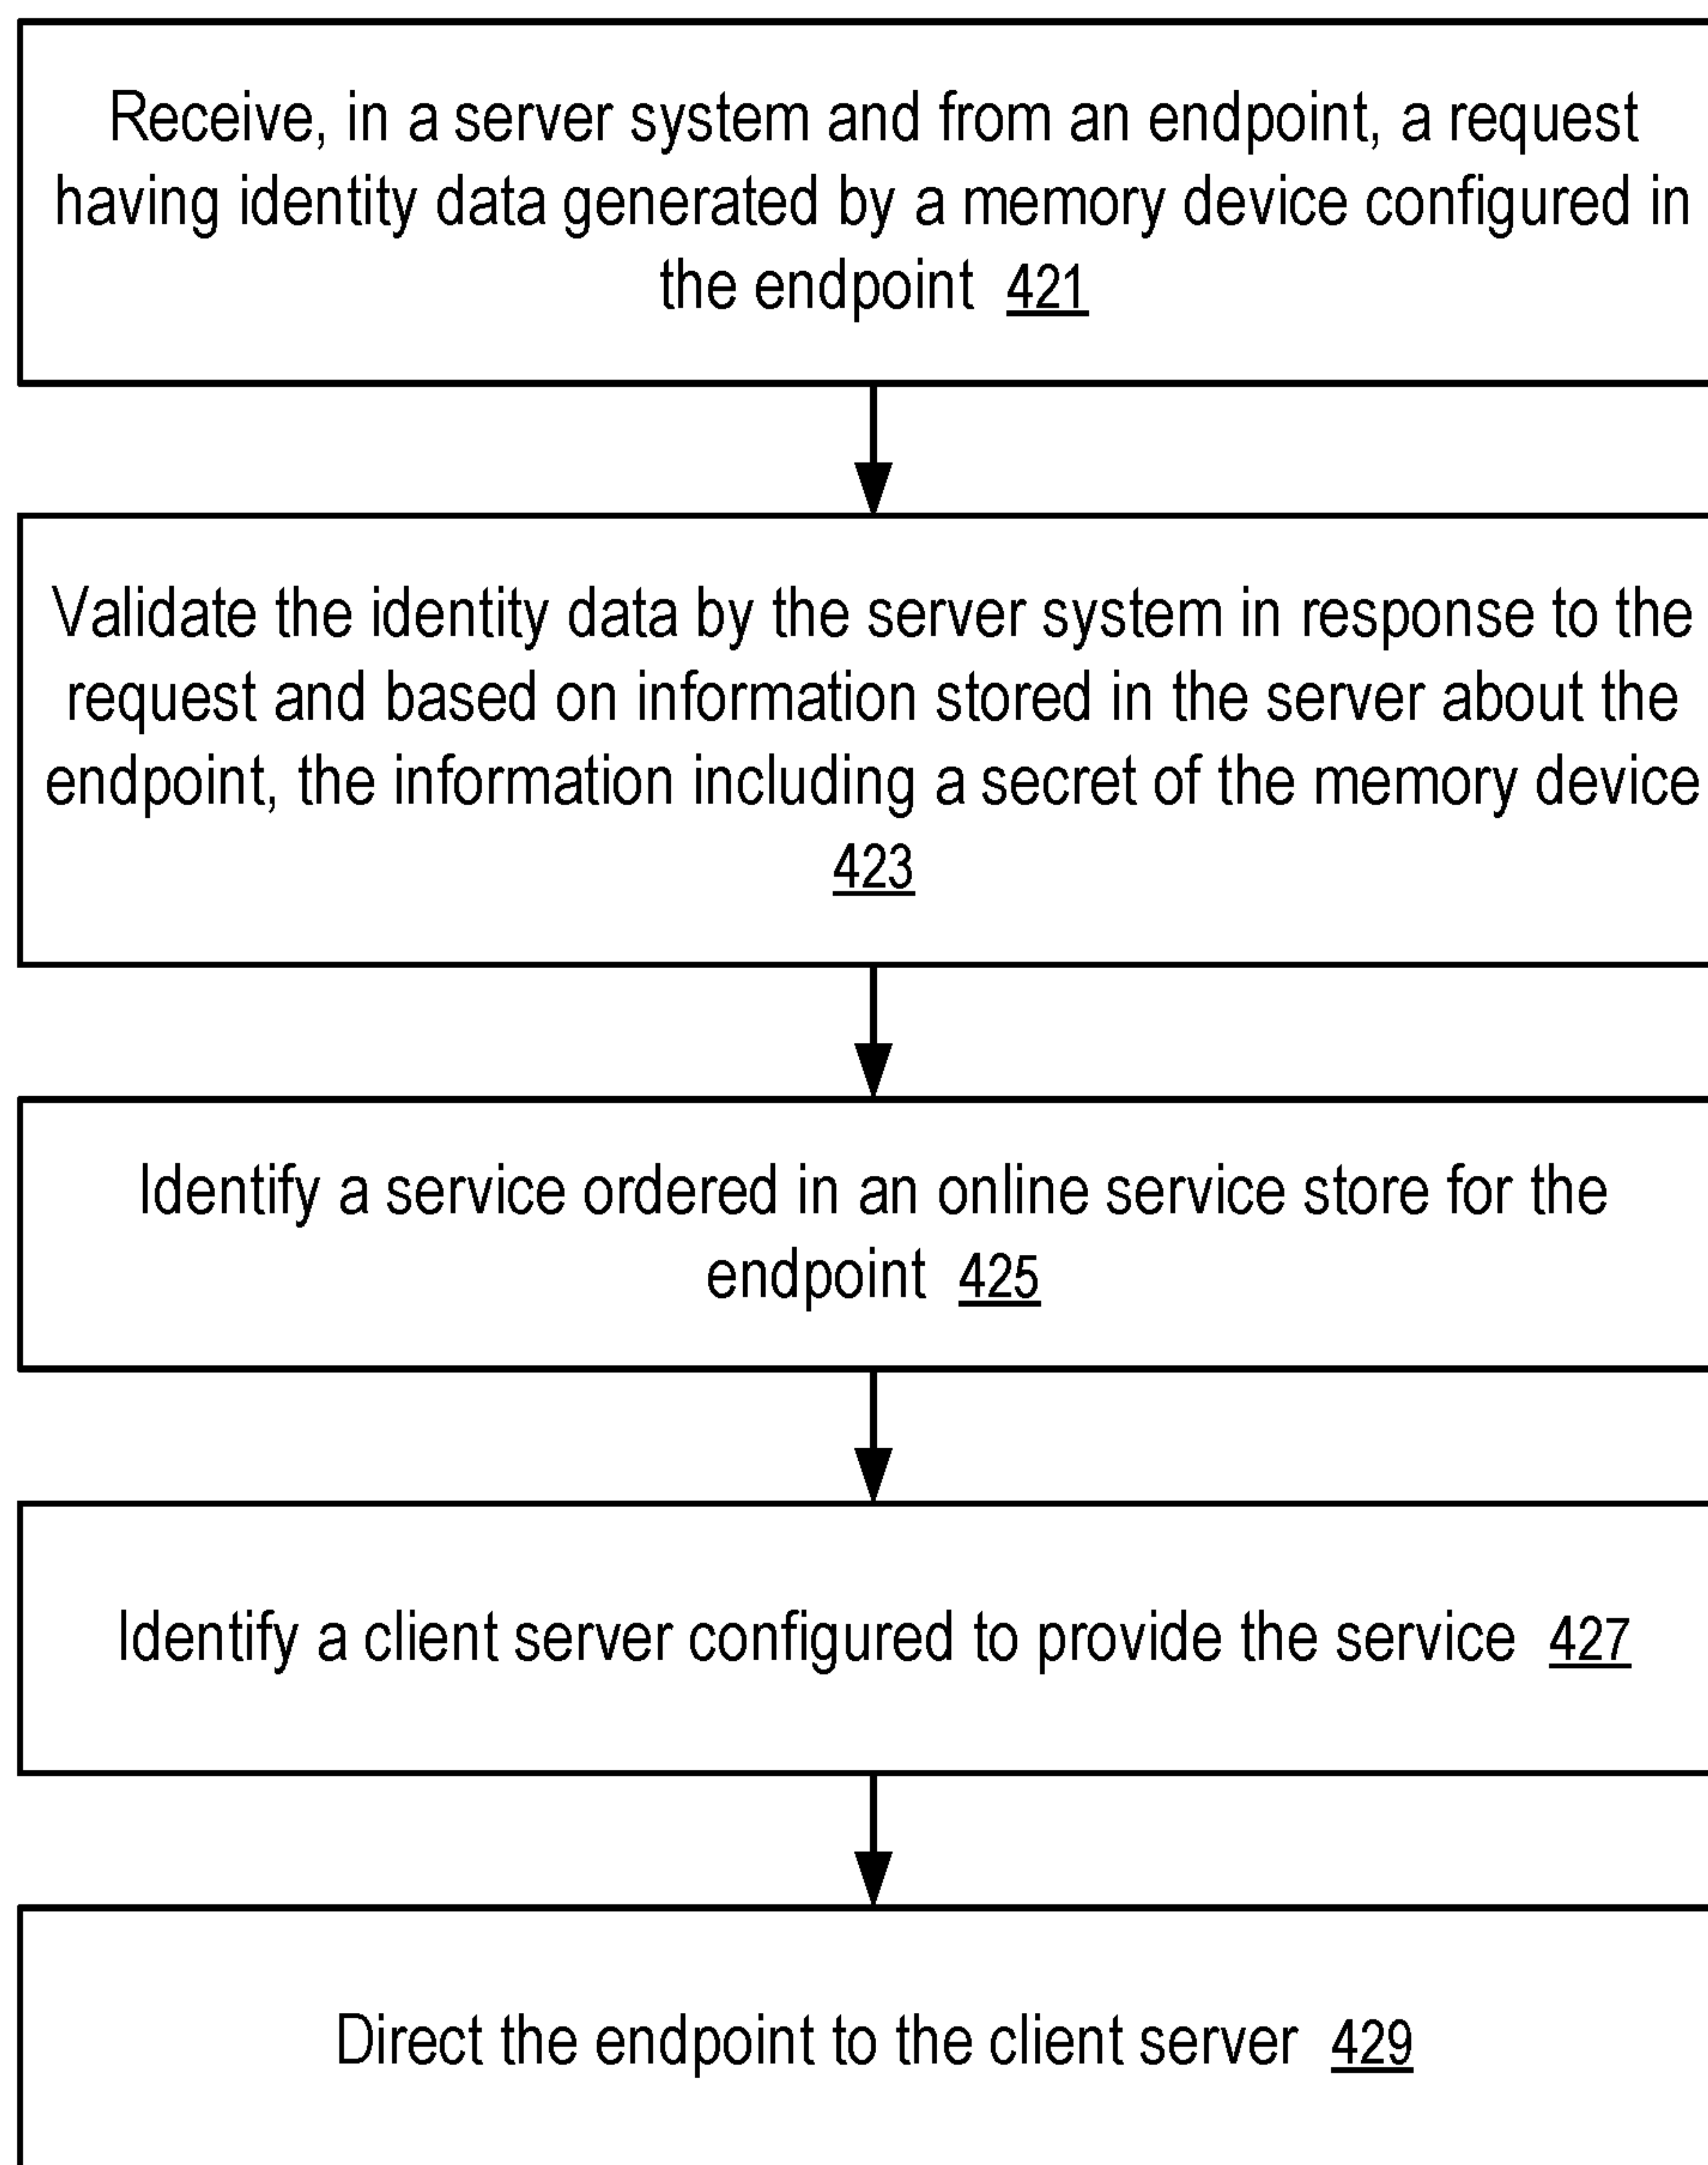 Receive, in a server system and from an endpoint, a request
having identity data generated by a memory device configured in
the endpoint 421
Validate the identity data by the server system in response to the
request and based on information stored in the server about the
endpoint, the information including a secret of the memory device
423
Identify a service ordered in an online service store for the
endpoint 425
Identify a client server configured to provide the service 427
Direct the endpoint to the client server 429